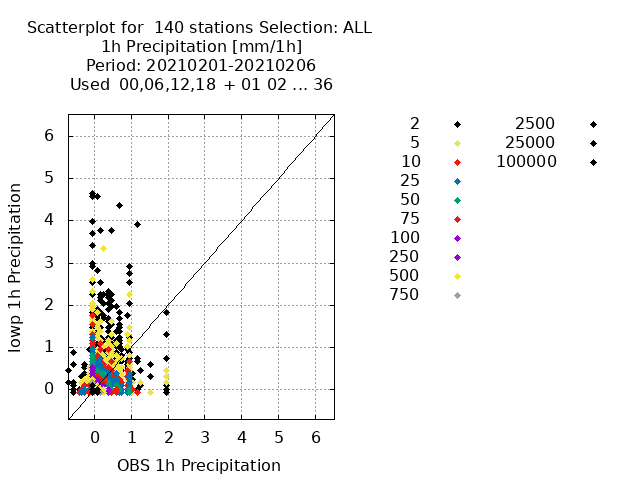 Scatterplot for  140 stations Selection: ALL
1h Precipitation [mm/1h]
Period: 20210201-20210206
Used  00,06,12,18  + 01 02 ... 36
2 2500
5 25000
10 100000
25
50
75
100
250
500
750
6
5
4
3
2
1
0
Iowp 1h Precipitation
0 1 2 3 4 5 6
OBS 1h Precipitation